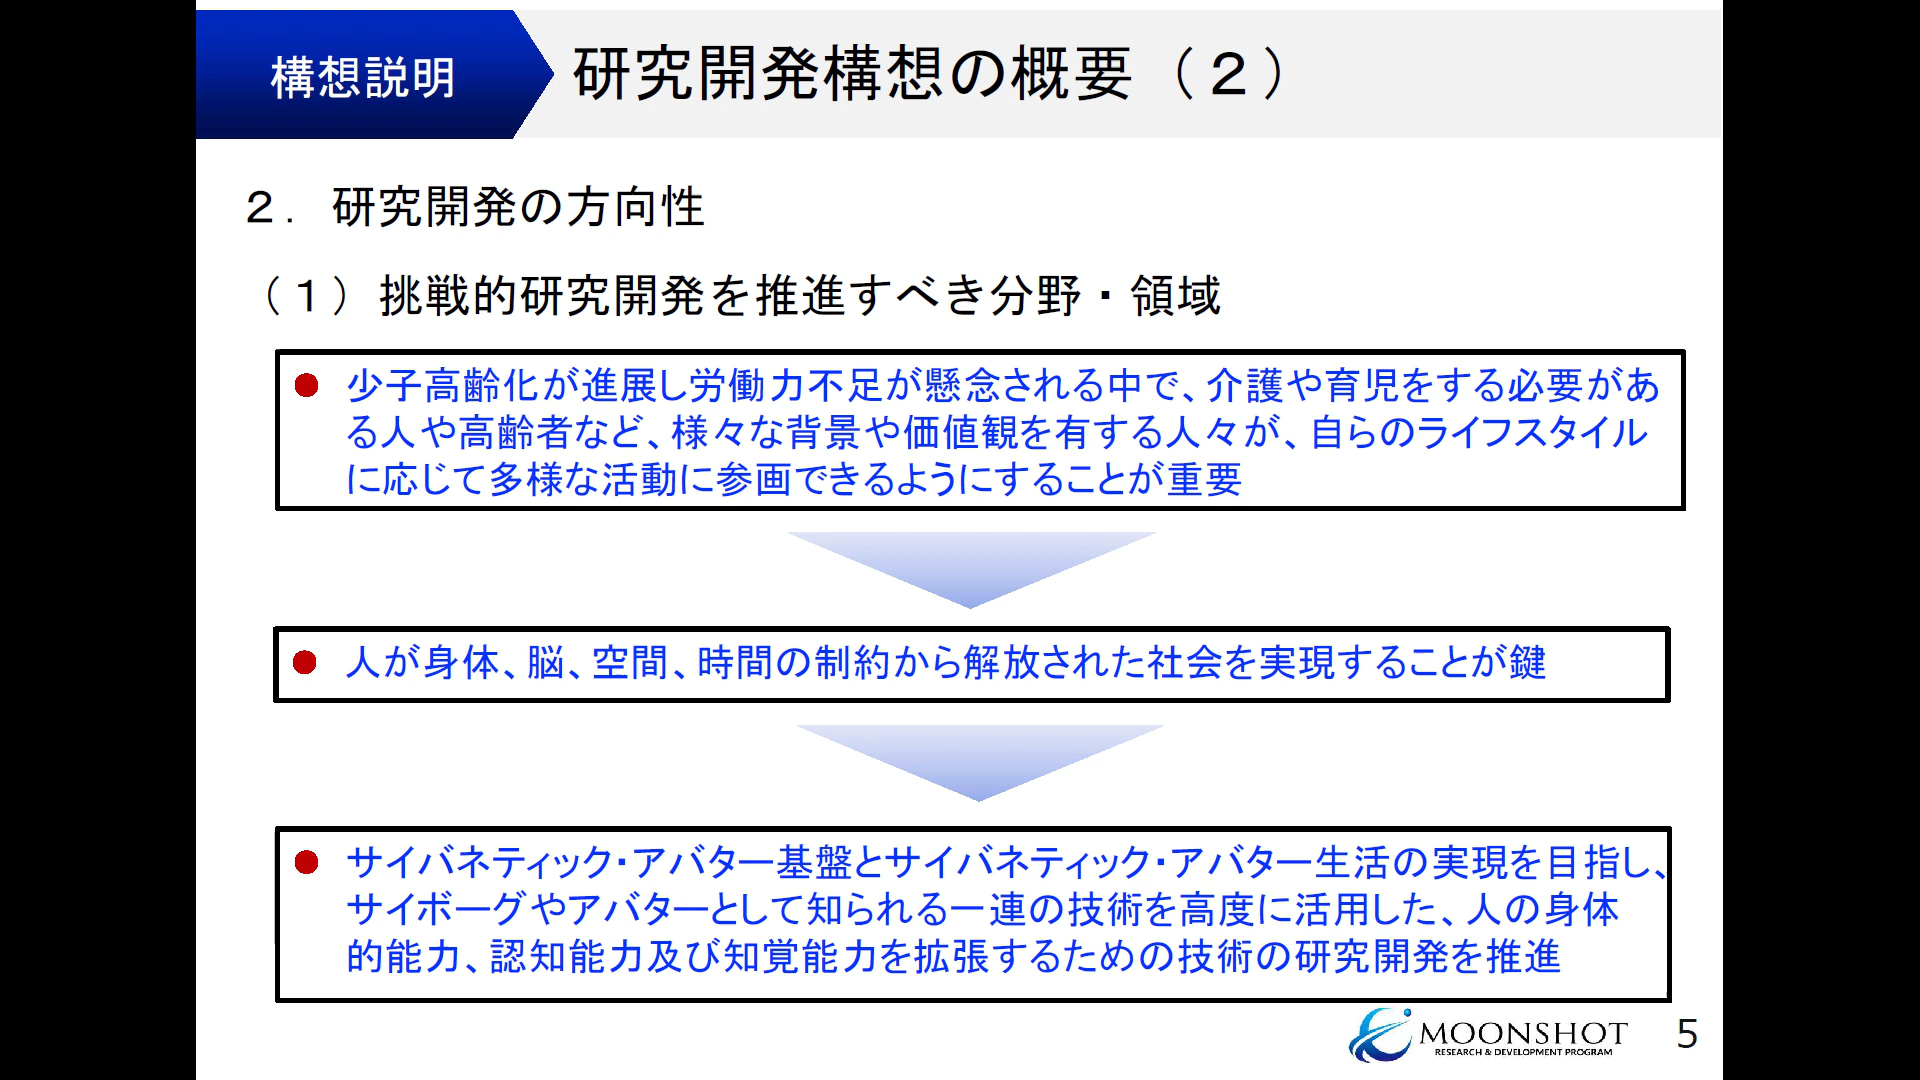 構想説明
研究開発構想の概要（２）
２．研究開発の方向性
（１）挑戦的研究開発を推進すべき分野・領域
● 少子高齢化が進展し労働力不足が懸念される中で、介護や育児をする必要があ
る人や高齢者など、様々な背景や価値観を有する人々が、自らのライフスタイル
に応じて多様な活動に参画できるようにすることが重要
● 人が身体、脳、空間、時間の制約から解放された社会を実現することが鍵
● サイバネティック・アバター基盤とサイバネティック・アバター生活の実現を目指し、
サイボーグやアバターとして知られる一連の技術を高度に活用した、人の身体
的能力、認知能力及び知覚能力を拡張するための技術の研究開発を推進
MOONSHOT
RESEARCH & DEVELOPMENT PROGRAM
5